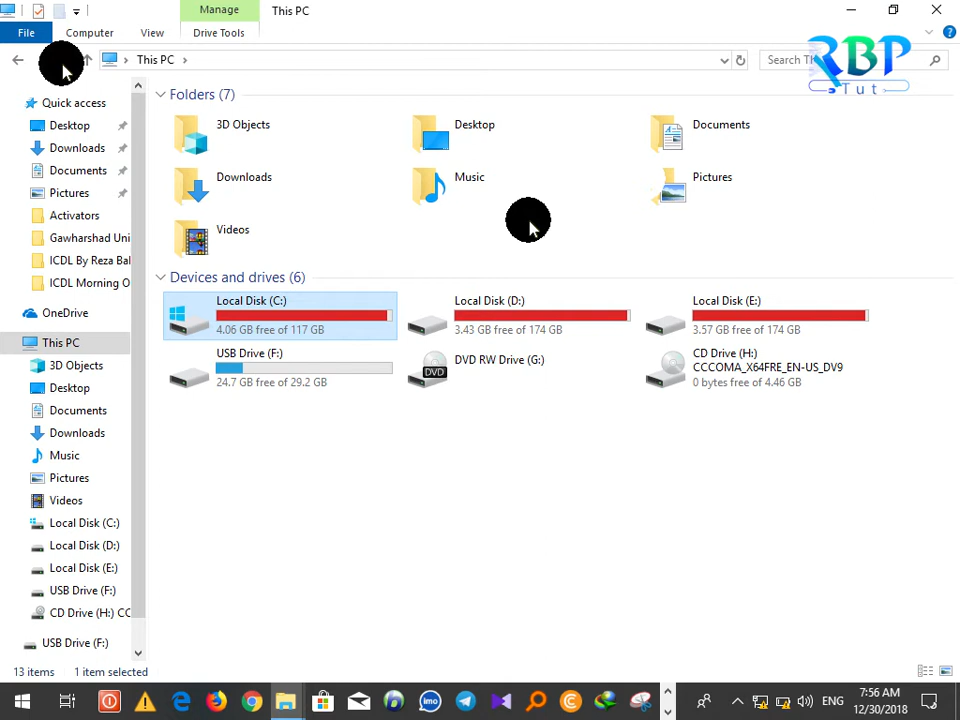 Manage
This PC
File
Computer
View
Drive Tools
This PC
Search Th
RBP
Tut
Quick access
Desktop
Downloads
Documents
Pictures
Activators
Gawharshad Uni
ICDL By Reza Bal
ICDL Morning O
OneDrive
This PC
3D Objects
Desktop
Documents
Downloads
Music
Pictures
Videos
Local Disk (C:)
Local Disk (D:)
Local Disk (E:)
USB Drive (F:)
CD Drive (H:) CC
USB Drive (F:)
Folders (7)
3D Objects
Desktop
Documents
Downloads
Music
Pictures
Videos
Devices and drives (6)
Local Disk (C:)
4.06 GB free of 117 GB
Local Disk (D:)
3.43 GB free of 174 GB
Local Disk (E:)
3.57 GB free of 174 GB
USB Drive (F:)
24.7 GB free of 29.2 GB
DVD RW Drive (G:)
DVD
CD Drive (H:)
CCCOMA_X64FRE_EN-US_DV9
0 bytes free of 4.46 GB
13 items
1 item selected
imo
ENG
7:56 AM
12/30/2018